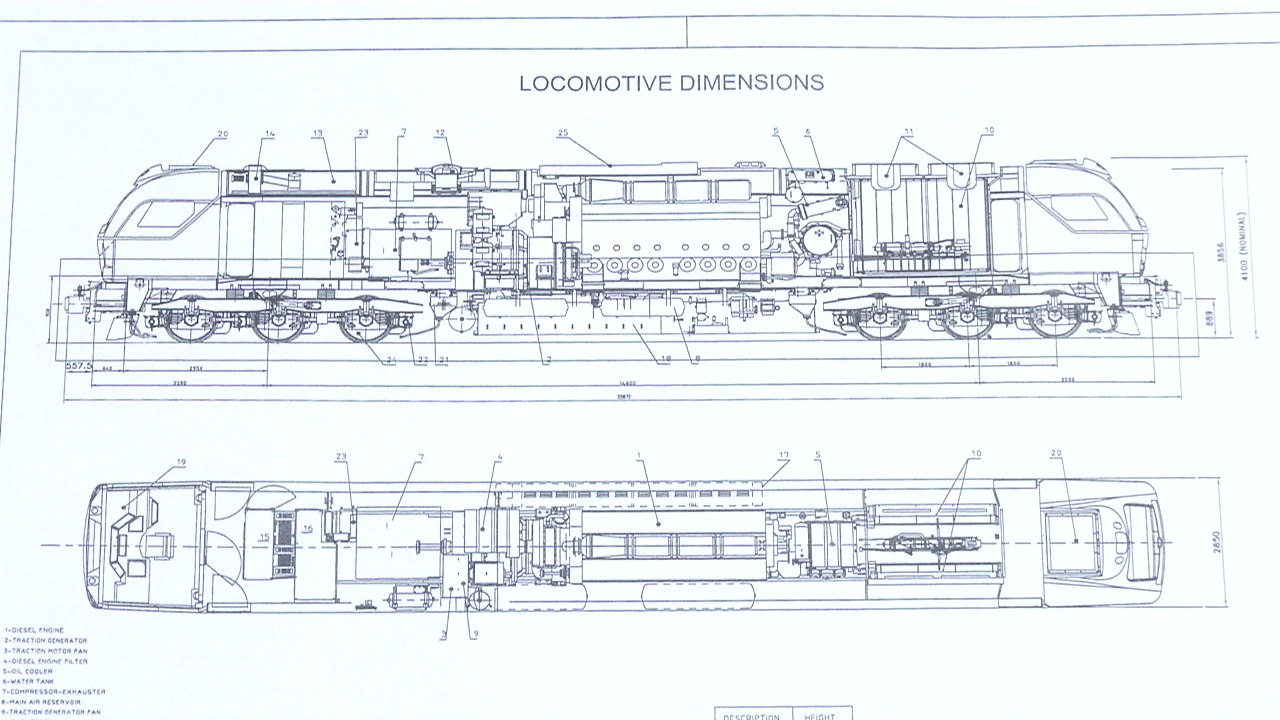 LOCOMOTIVE DIMENSIONS
20 14 13 23 7 12 25 5 6 11 10
3856
4100 (NOMINAL)
889
24 22 21 2 18 8
557.5 840 2950 1800 1800
3590 14400 3590
19 23 7 4 1 17 5 10 20
15 16
2850
3 9
1-DIESEL ENGINE
2-TRACTION GENERATOR
3-TRACTION MOTOR FAN
4-DIESEL ENGINE FILTER
5-OIL COOLER
6-WATER TANK
7-COMPRESSOR-EXHAUSTER
8-MAIN AIR RESERVOIR
9-TRACTION GENERATOR FAN
DESCRIPTION HEIGHT